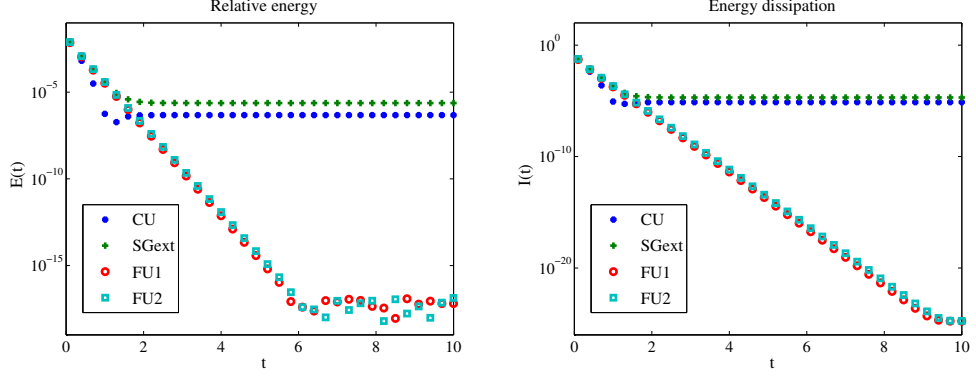 Relative energy
E(t)
10^-5
10^-10
10^-15
CU
SGext
FU1
FU2
0 2 4 6 8 10
t
Energy dissipation
I(t)
10^0
10^-10
10^-20
CU
SGext
FU1
FU2
0 2 4 6 8 10
t